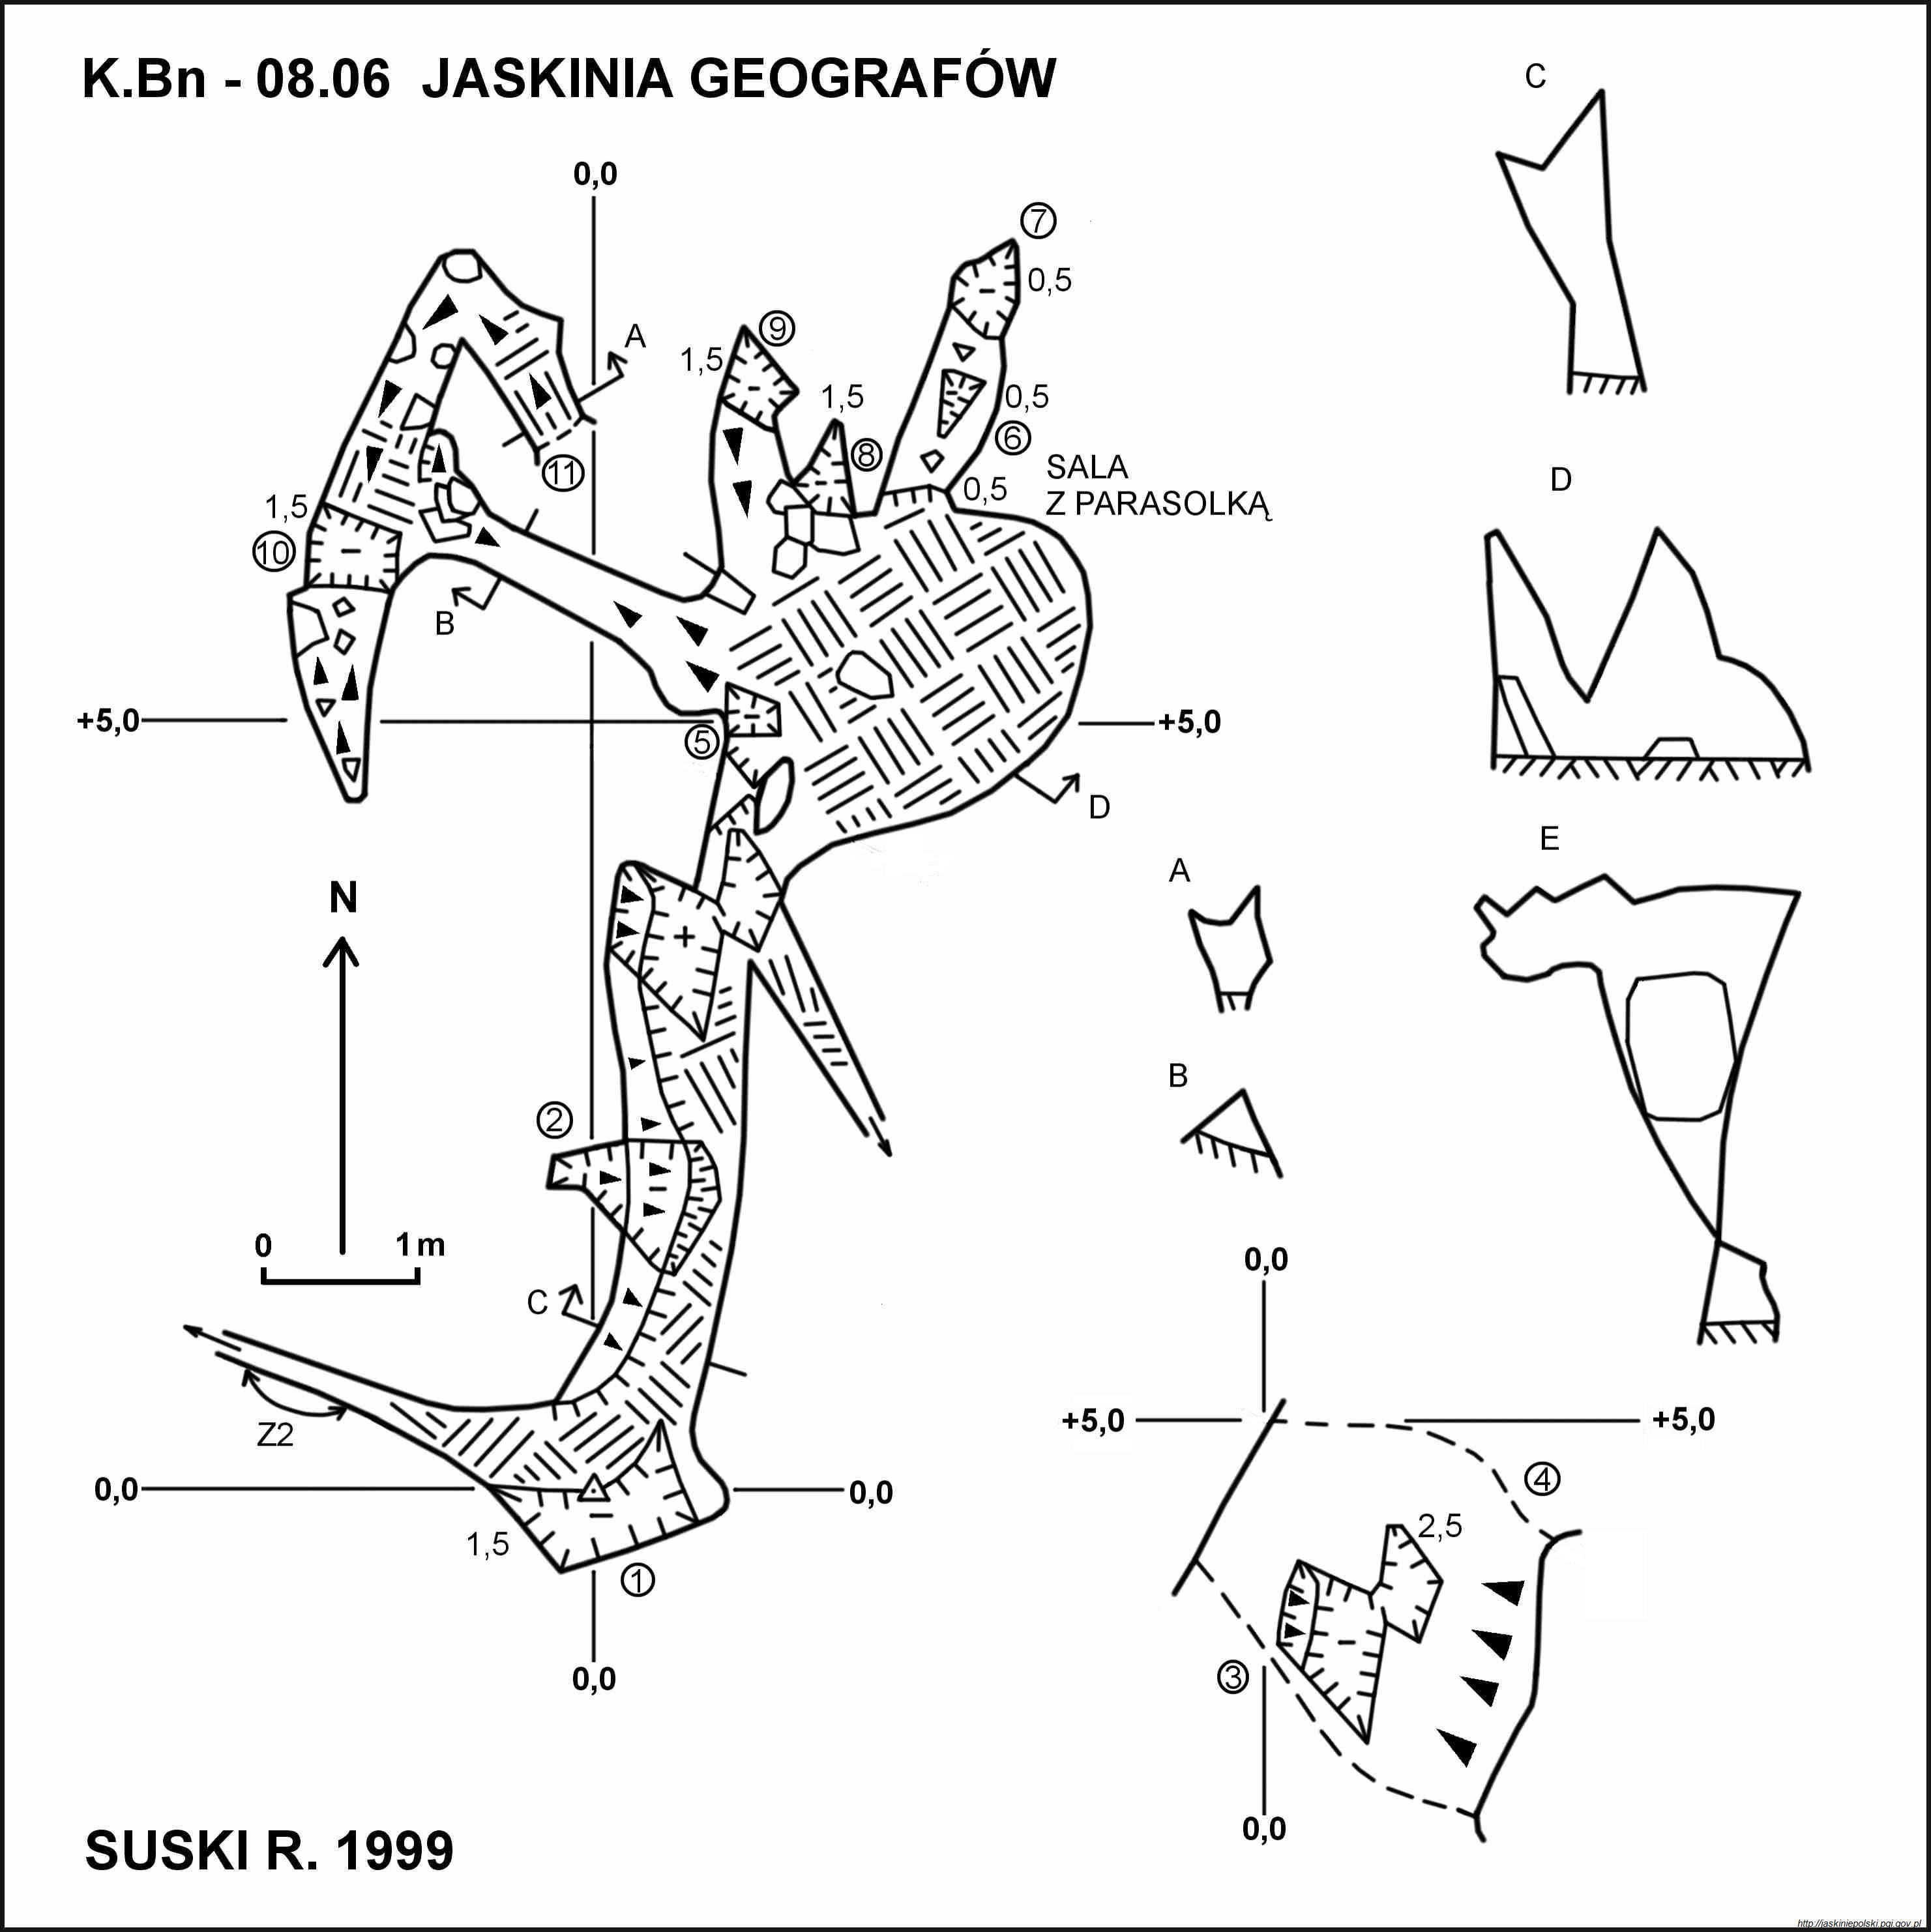 K.Bn - 08.06 JASKINIA GEOGRAFÓW
C
0,0
7
0,5
A
9
1,5
1,5
0,5
8
6
SALA
Z PARASOLKĄ
11
0,5
D
1,5
10
B
+5,0
5
+5,0
D
E
A
N
B
2
0
1 m
0,0
C
+5,0
+5,0
Z2
4
0,0
0,0
1,5
2,5
1
3
0,0
0,0
SUSKI R. 1999
http://jaskiniepolski.pgi.gov.pl